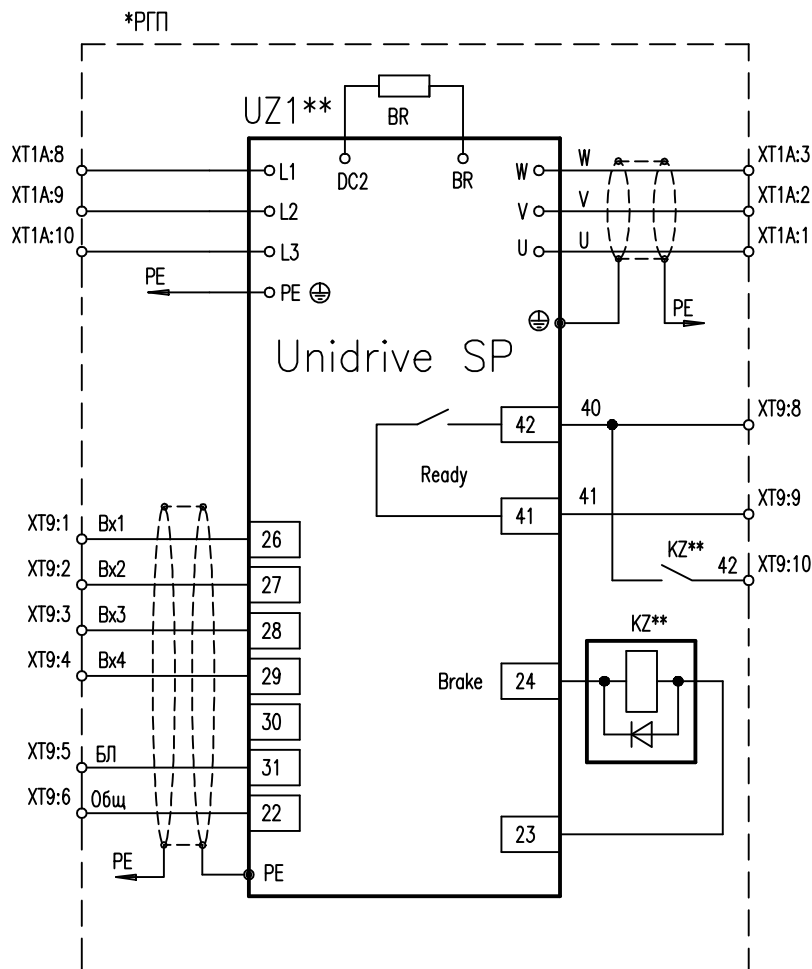 *РГП
UZ1**
BR
DC2
BR
XT1A:8
L1
W
W
XT1A:3
XT1A:9
L2
V
V
XT1A:2
XT1A:10
L3
U
U
XT1A:1
PE
PE
PE
Unidrive SP
42
40
XT9:8
Ready
41
41
XT9:9
KZ**
42
XT9:10
XT9:1
Вх1
26
XT9:2
Вх2
27
XT9:3
Вх3
28
KZ**
XT9:4
Вх4
29
Brake
24
30
XT9:5
БЛ
31
XT9:6
Общ
22
23
PE
PE